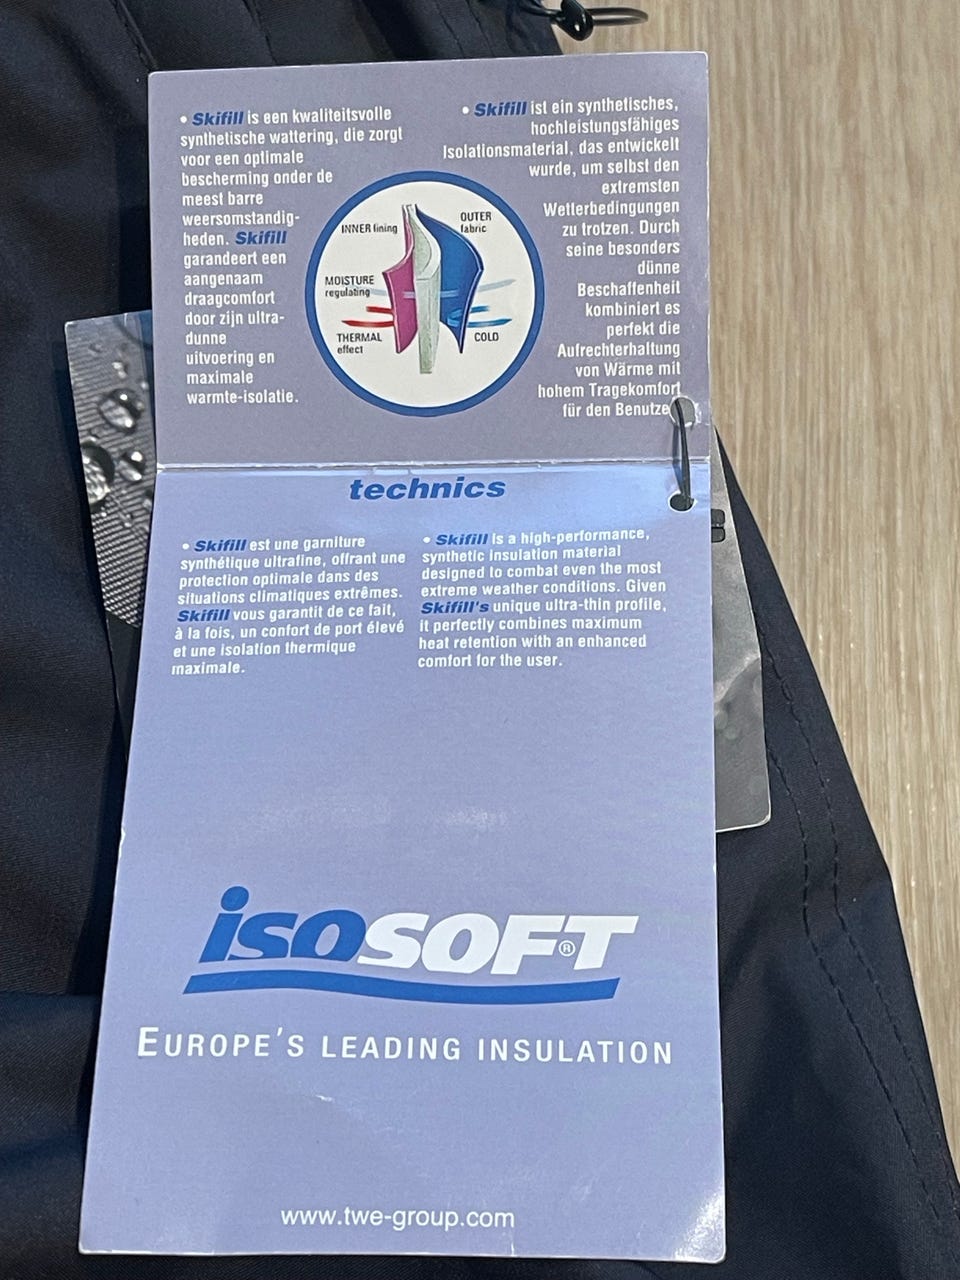 • Skifill is een kwaliteitsvolle
synthetische wattering, die zorgt
voor een optimale
bescherming onder de
meest barre
weersomstandig-
heden. Skifill
garandeert een
aangenaam
draagcomfort
door zijn ultra-
dunne
uitvoering en
maximale
warmte-isolatie.
INNER lining
OUTER
fabric
MOISTURE
regulating
THERMAL
effect
COLD
• Skifill ist ein synthetisches,
hochleistungsfähiges
Isolationsmaterial, das entwickelt
wurde, um selbst den
extremsten
Wetterbedingungen
zu trotzen. Durch
seine besonders
dünne
Beschaffenheit
kombiniert es
perfekt die
Aufrechterhaltung
von Wärme mit
hohem Tragekomfort
für den Benutze
technics
• Skifill est une garniture
synthétique ultrafine, offrant une
protection optimale dans des
situations climatiques extrêmes.
Skifill vous garantit de ce fait,
à la fois, un confort de port élevé
et une isolation thermique
maximale.
• Skifill is a high-performance,
synthetic insulation material
designed to combat even the most
extreme weather conditions. Given
Skifill's unique ultra-thin profile,
it perfectly combines maximum
heat retention with an enhanced
comfort for the user.
isosoft®
EUROPE'S LEADING INSULATION
www.twe-group.com